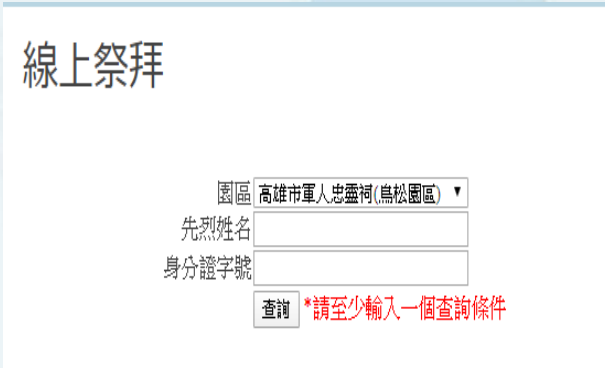 線上祭拜
園區 高雄市軍人忠靈祠(鳥松園區)
先烈姓名
身分證字號
查詢 *請至少輸入一個查詢條件